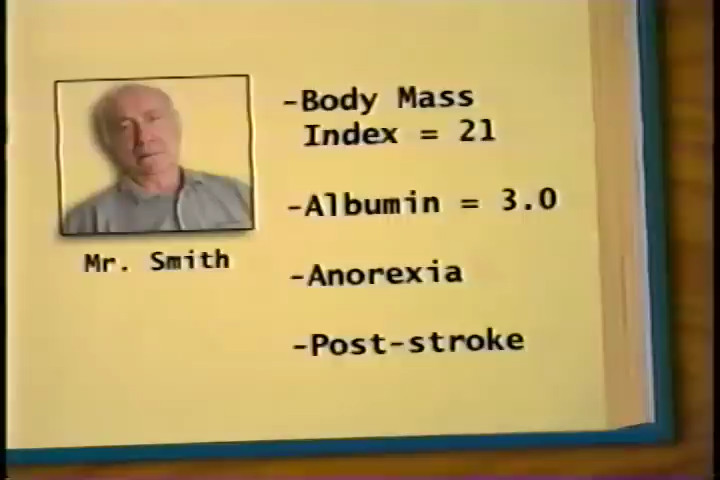 -Body Mass
Index = 21
-Albumin = 3.0
-Anorexia
-Post-stroke
Mr. Smith